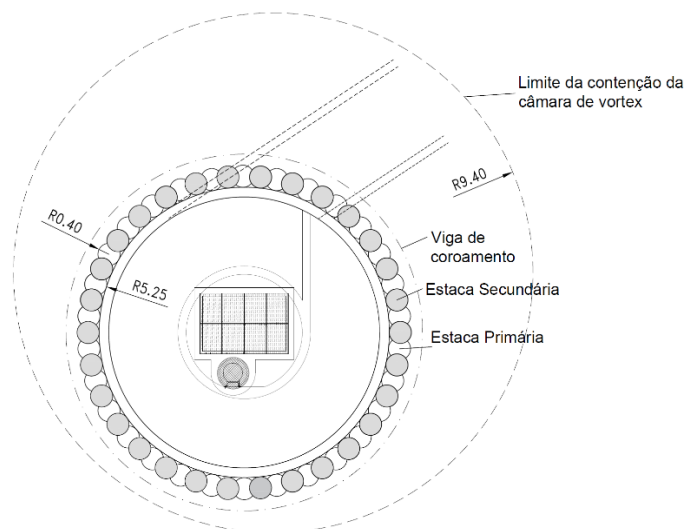 Limite da contenção da
câmara de vortex
R9.40
R0.40
Viga de
coroamento
R5.25
Estaca Secundária
Estaca Primária